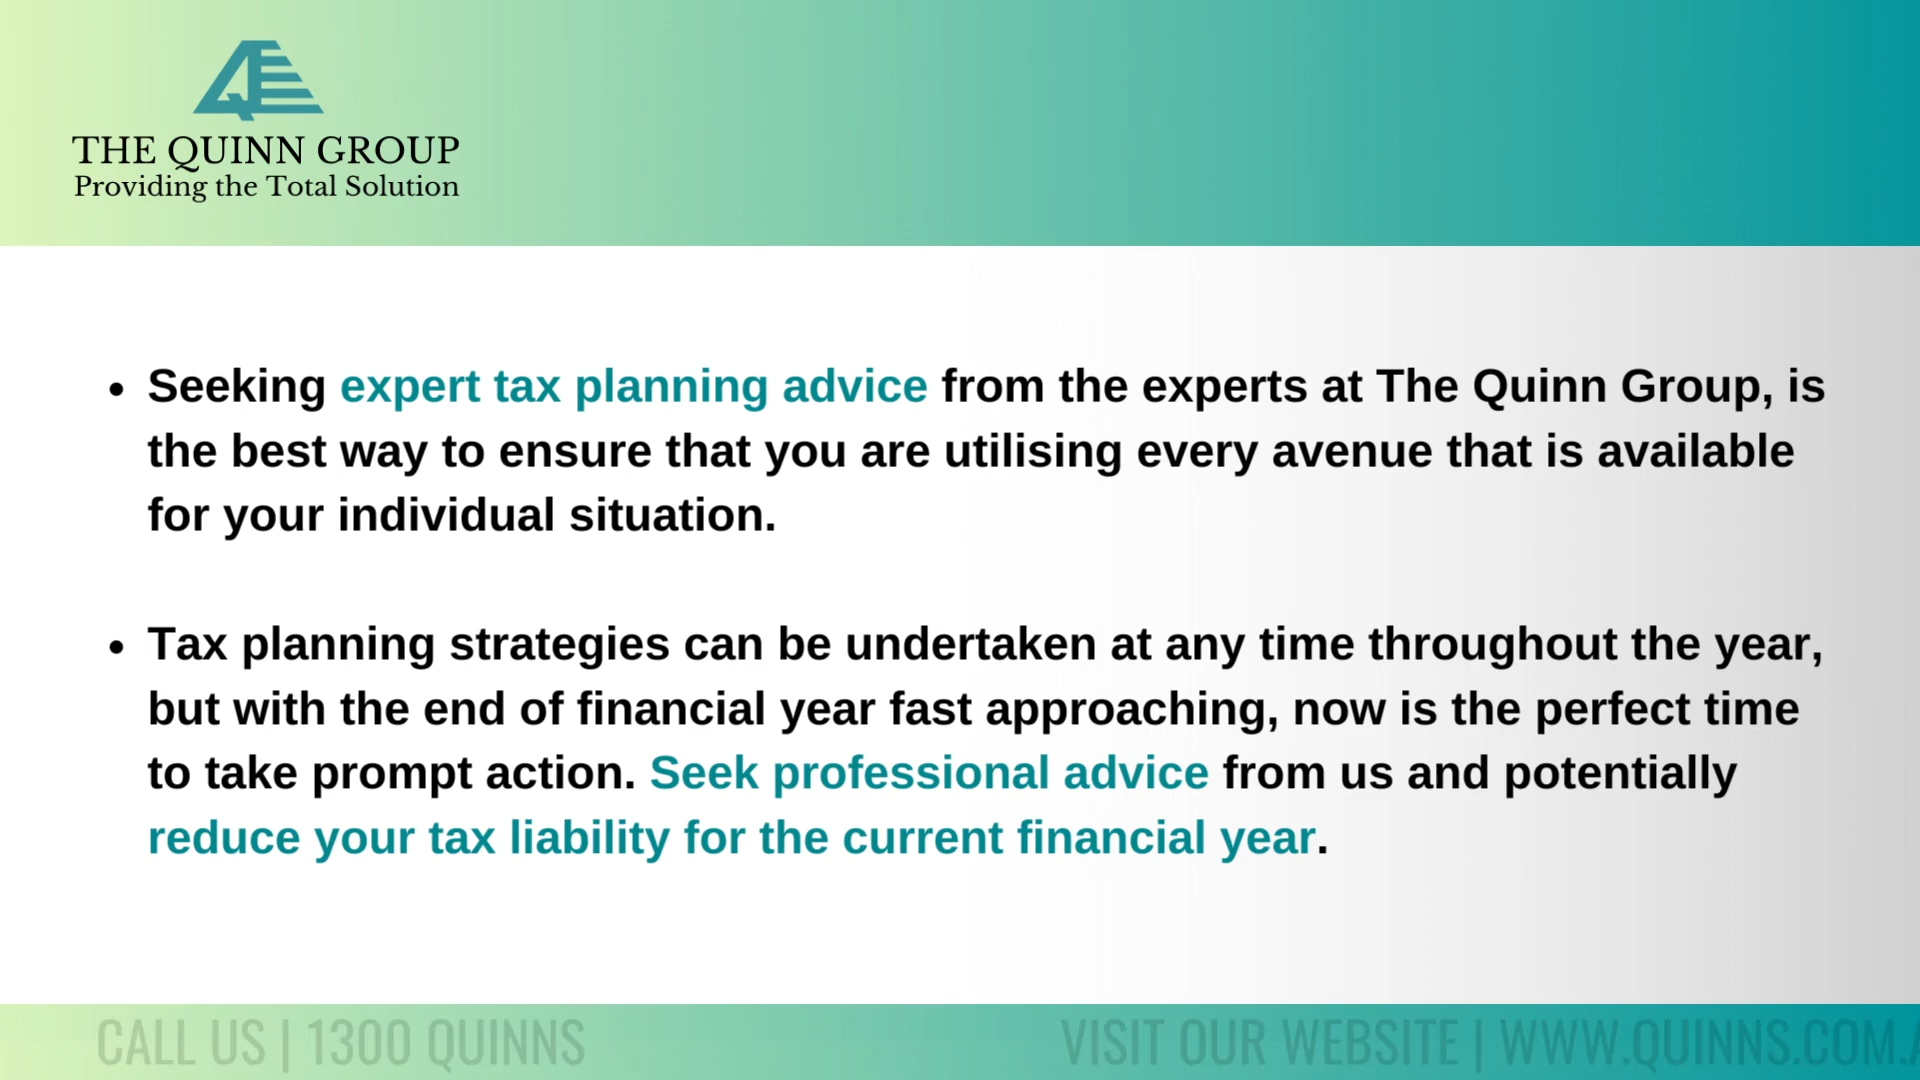 THE QUINN GROUP
Providing the Total Solution
• Seeking expert tax planning advice from the experts at The Quinn Group, is
the best way to ensure that you are utilising every avenue that is available
for your individual situation.
• Tax planning strategies can be undertaken at any time throughout the year,
but with the end of financial year fast approaching, now is the perfect time
to take prompt action. Seek professional advice from us and potentially
reduce your tax liability for the current financial year.
CALL US | 1300 QUINNS
VISIT OUR WEBSITE | WWW.QUINNS.COM.A